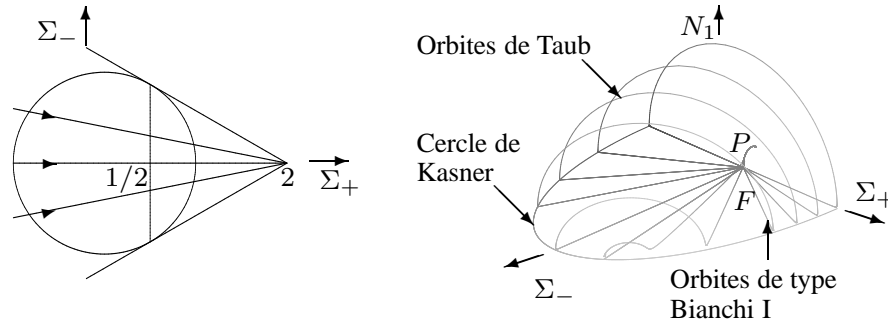 Σ₋
1/2
2
Σ₊
N₁
Orbites de Taub
Cercle de
Kasner
P
F
Σ₊
Σ₋
Orbites de type
Bianchi I